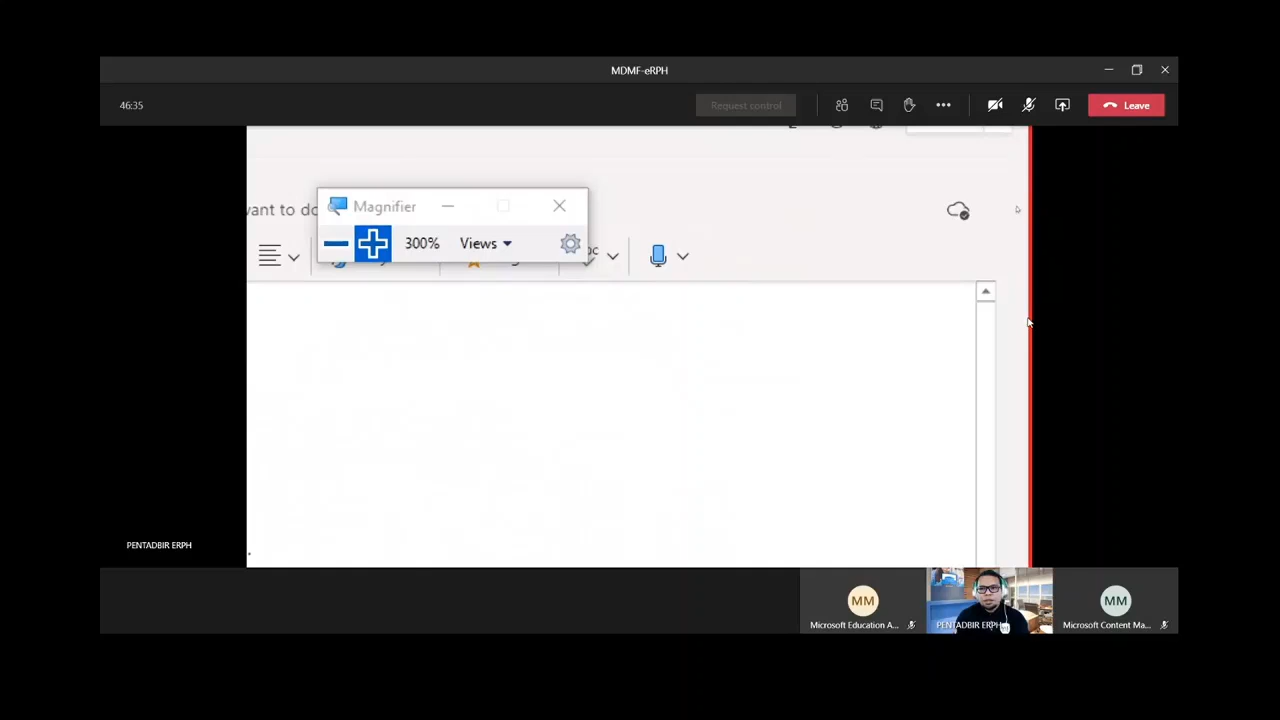 MDMF-eRPH
46:35
Request control
Leave
Magnifier
vant to do
300%
Views
PENTADBIR ERPH
MM
MM
Microsoft Education A...
PENTADBIR ERPH
Microsoft Content Ma...